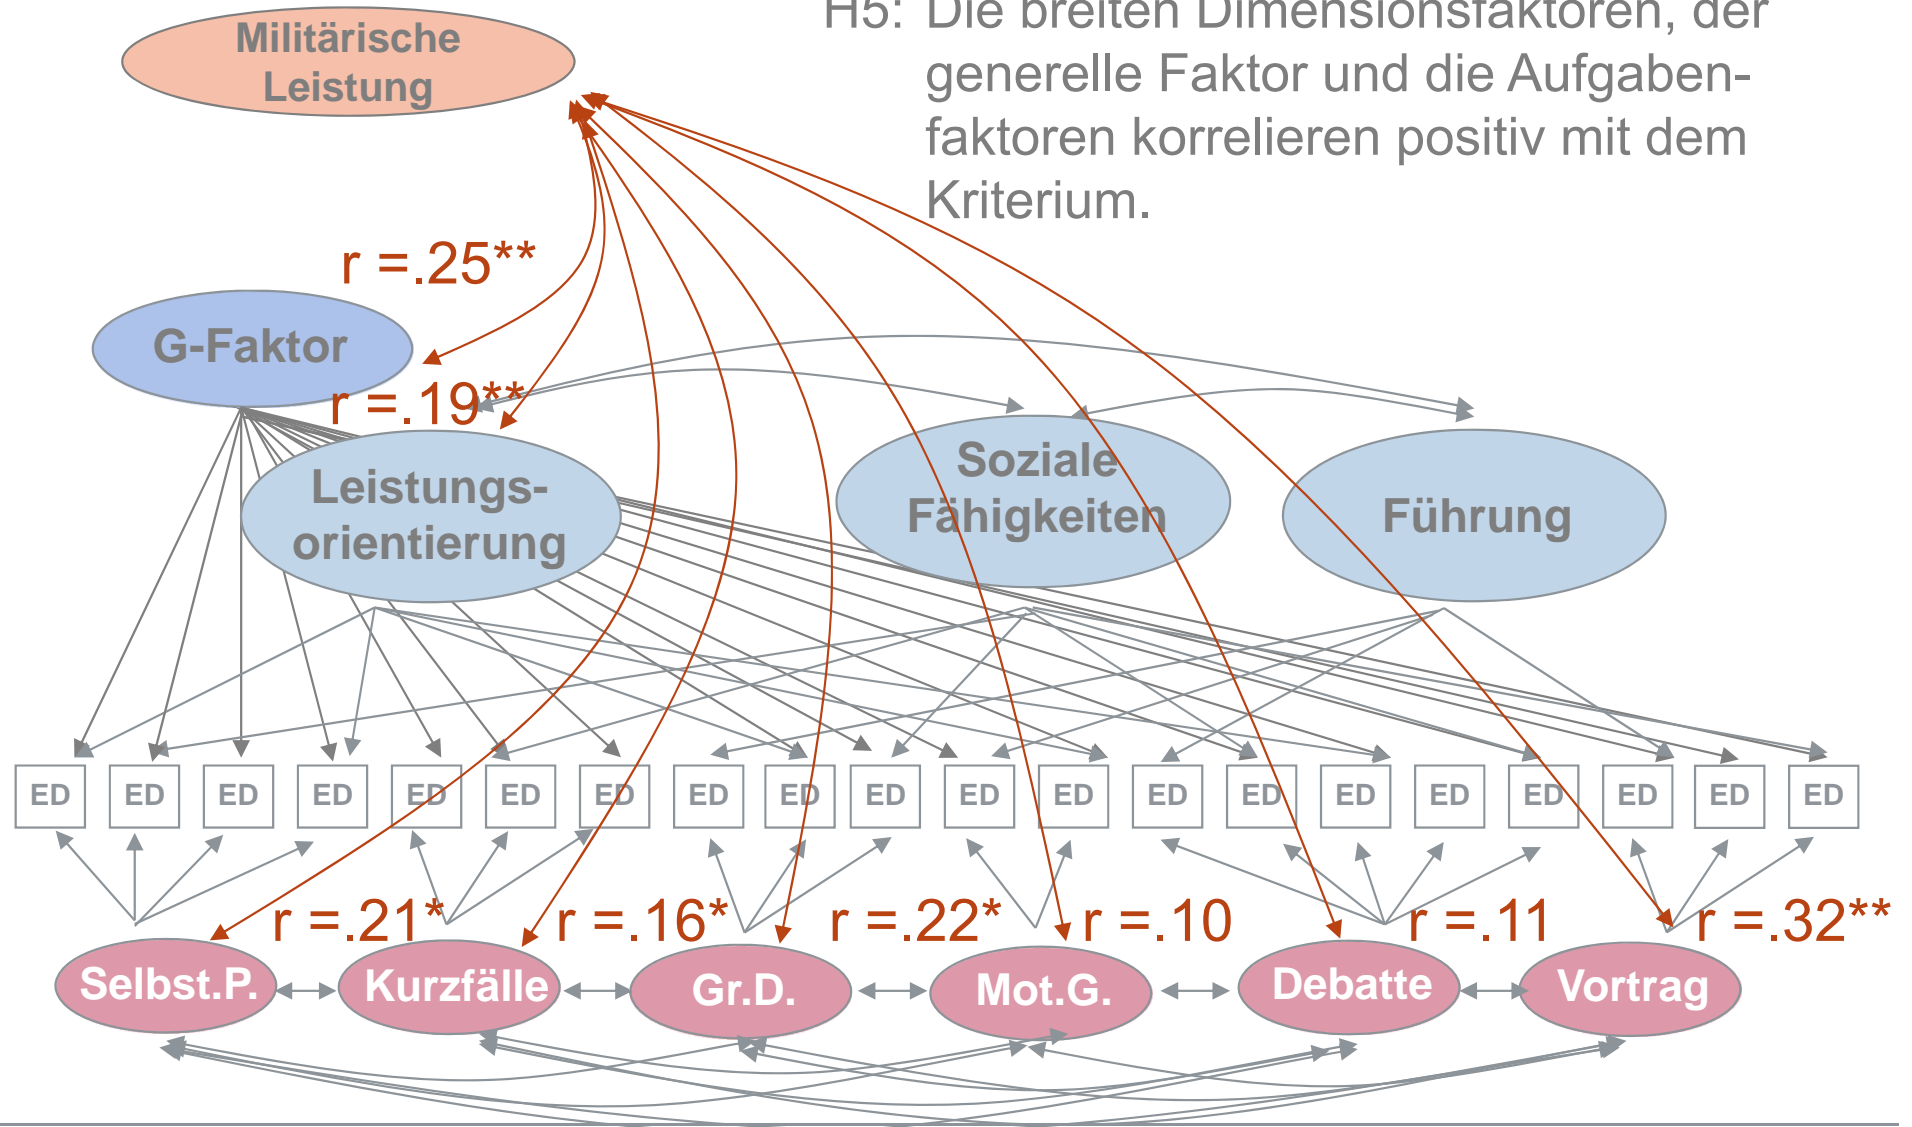 Militärische
Leistung
H5: Die breiten Dimensionsfaktoren, der
generelle Faktor und die Aufgaben-
faktoren korrelieren positiv mit dem
Kriterium.
r =.25**
G-Faktor
r =.19**
Leistungs-
orientierung
Soziale
Fähigkeiten
Führung
ED ED ED ED ED ED ED ED ED ED ED ED ED ED ED ED ED ED ED ED
r =.21* r =.16* r =.22* r =.10 r =.11 r =.32**
Selbst.P. Kurzfälle Gr.D. Mot.G. Debatte Vortrag